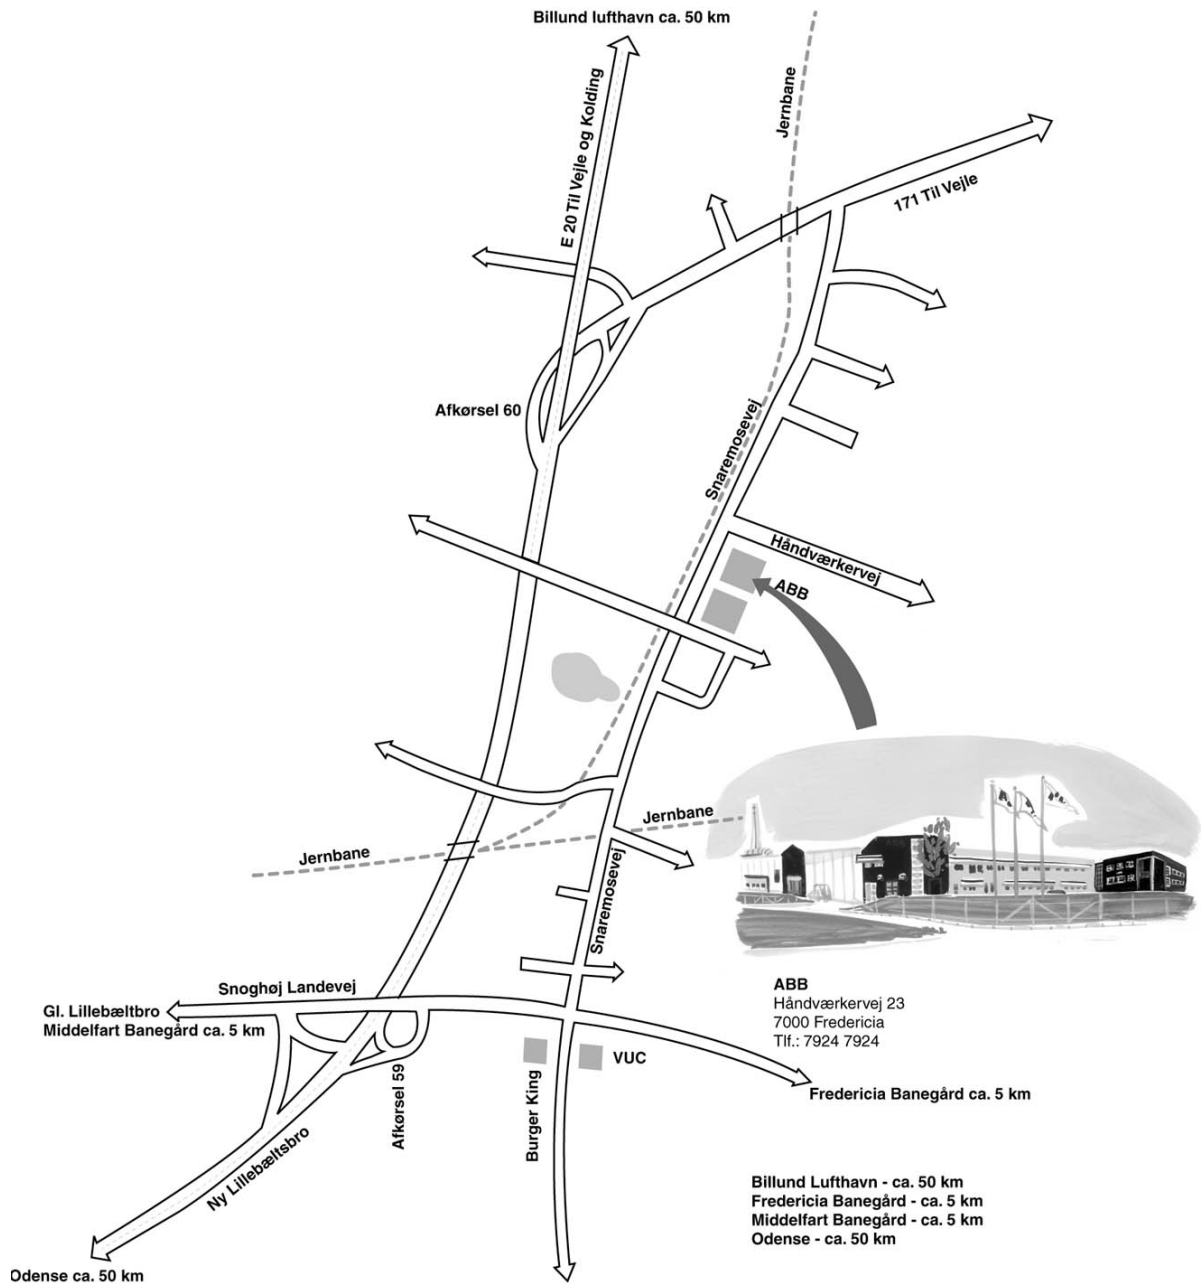 Billund lufthavn ca. 50 km
E 20 Til Vejle og Kolding
Jernbane
171 Til Vejle
Afkørsel 60
Snaremosevej
Håndværkervej
ABB
Jernbane
Jernbane
Snaremosevej
Snoghøj Landevej
Gl. Lillebæltbro
Middelfart Banegård ca. 5 km
ABB
Håndværkervej 23
7000 Fredericia
Tlf.: 7924 7924
VUC
Burger King
Afkørsel 59
Fredericia Banegård ca. 5 km
Ny Lillebæltsbro
Billund Lufthavn - ca. 50 km
Fredericia Banegård - ca. 5 km
Middelfart Banegård - ca. 5 km
Odense - ca. 50 km
Odense ca. 50 km